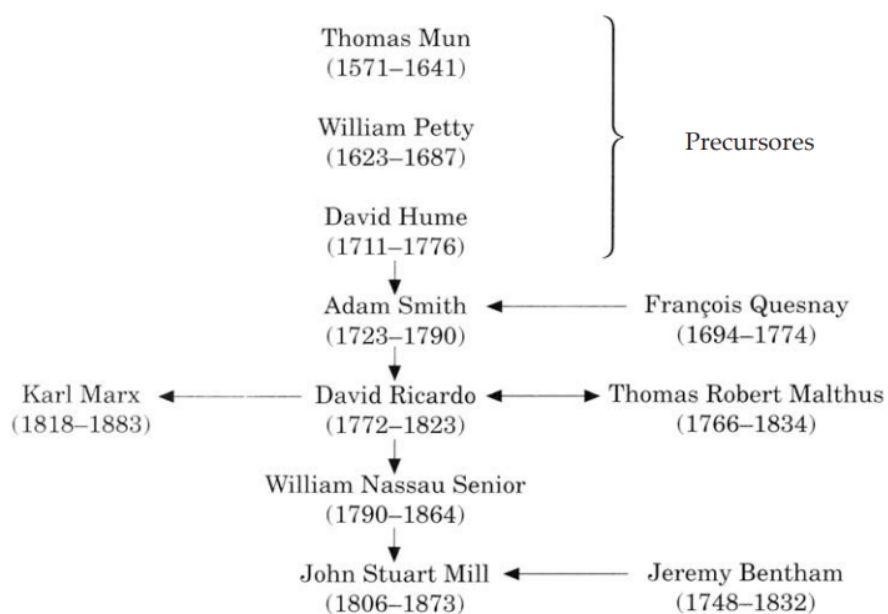 Thomas Mun
(1571–1641)
William Petty
(1623–1687)
Precursores
David Hume
(1711–1776)
Adam Smith
(1723–1790)
François Quesnay
(1694–1774)
Karl Marx
(1818–1883)
David Ricardo
(1772–1823)
Thomas Robert Malthus
(1766–1834)
William Nassau Senior
(1790–1864)
John Stuart Mill
(1806–1873)
Jeremy Bentham
(1748–1832)